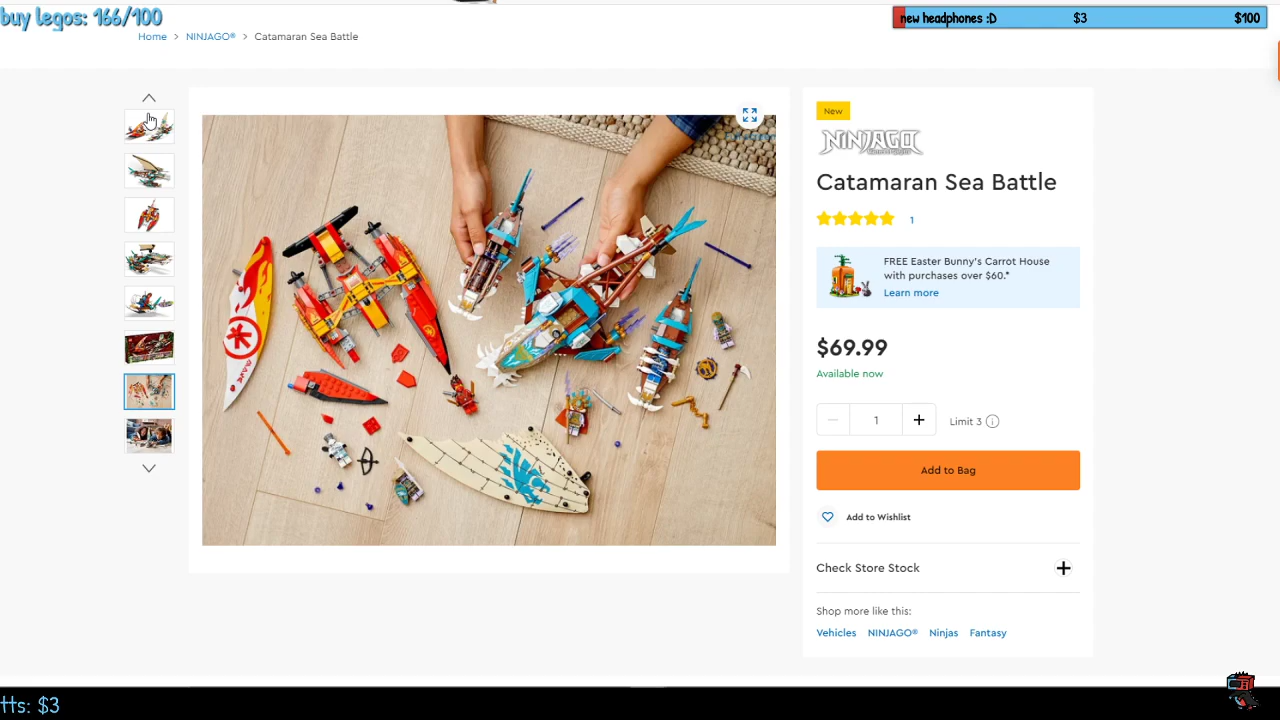 buy legos: 166/100
new headphones :D $3 $100
Home > NINJAGO® > Catamaran Sea Battle
New
NINJAGO
Catamaran Sea Battle
1
FREE Easter Bunny's Carrot House
with purchases over $60.*
Learn more
$69.99
Available now
1
Limit 3
Add to Bag
Add to Wishlist
Check Store Stock
Shop more like this:
Vehicles NINJAGO® Ninjas Fantasy
tts: $3